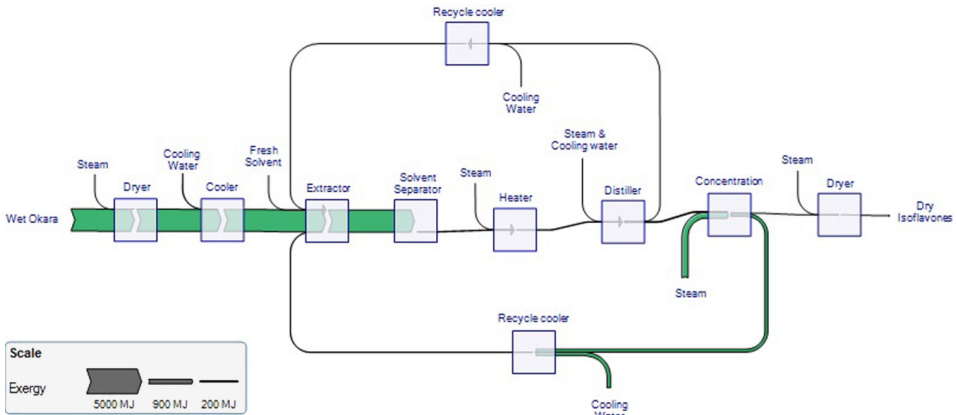 Recycle cooler
Cooling
Water
Steam
Cooling
Water
Fresh
Solvent
Steam &
Cooling water
Steam
Dryer
Cooler
Extractor
Solvent
Separator
Steam
Heater
Distiller
Concentration
Dryer
Wet Okara
Dry
Isoflavones
Steam
Recycle cooler
Cooling
Water
Scale
Exergy
5000 MJ
900 MJ
200 MJ